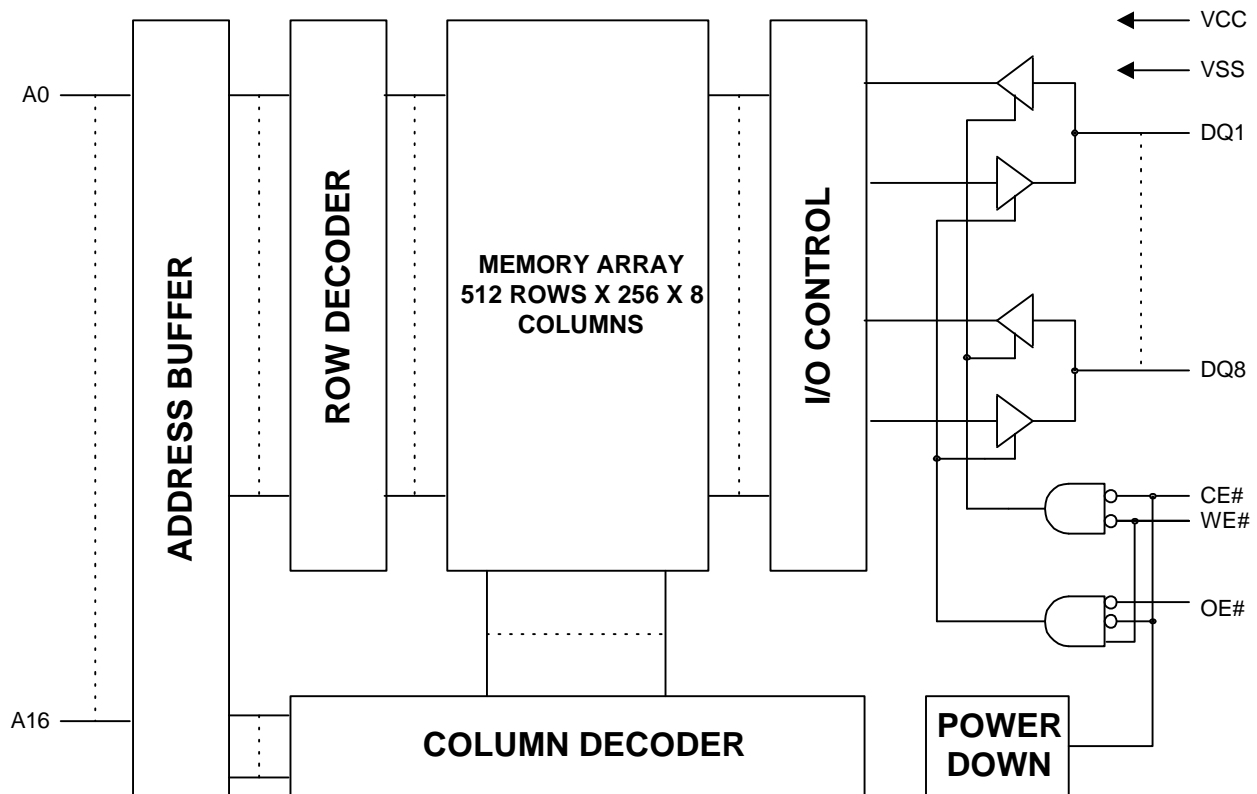 VCC
VSS
A0
DQ1
ADDRESS BUFFER
ROW DECODER
MEMORY ARRAY
512 ROWS X 256 X 8
COLUMNS
I/O CONTROL
DQ8
CE#
WE#
OE#
A16
COLUMN DECODER
POWER
DOWN